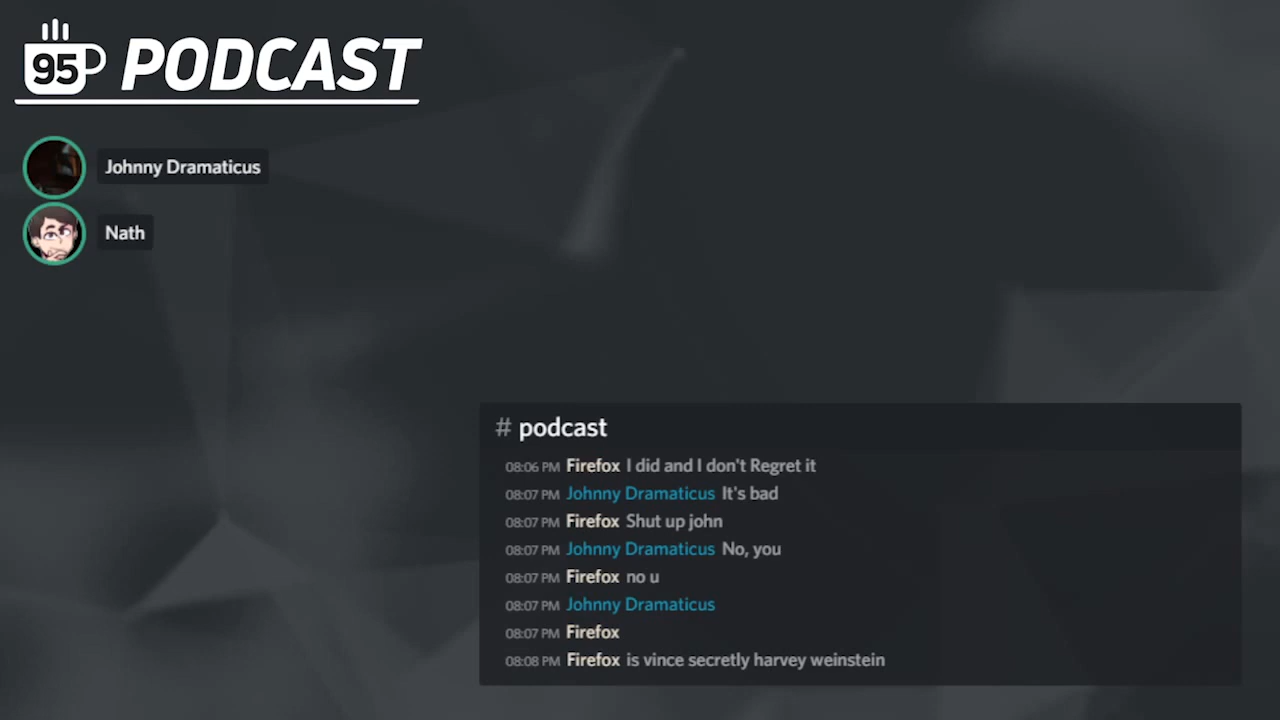 95 PODCAST
Johnny Dramaticus
Nath
# podcast
08:06 PM Firefox I did and I don't Regret it
08:07 PM Johnny Dramaticus It's bad
08:07 PM Firefox Shut up john
08:07 PM Johnny Dramaticus No, you
08:07 PM Firefox no u
08:07 PM Johnny Dramaticus
08:07 PM Firefox
08:08 PM Firefox is vince secretly harvey weinstein